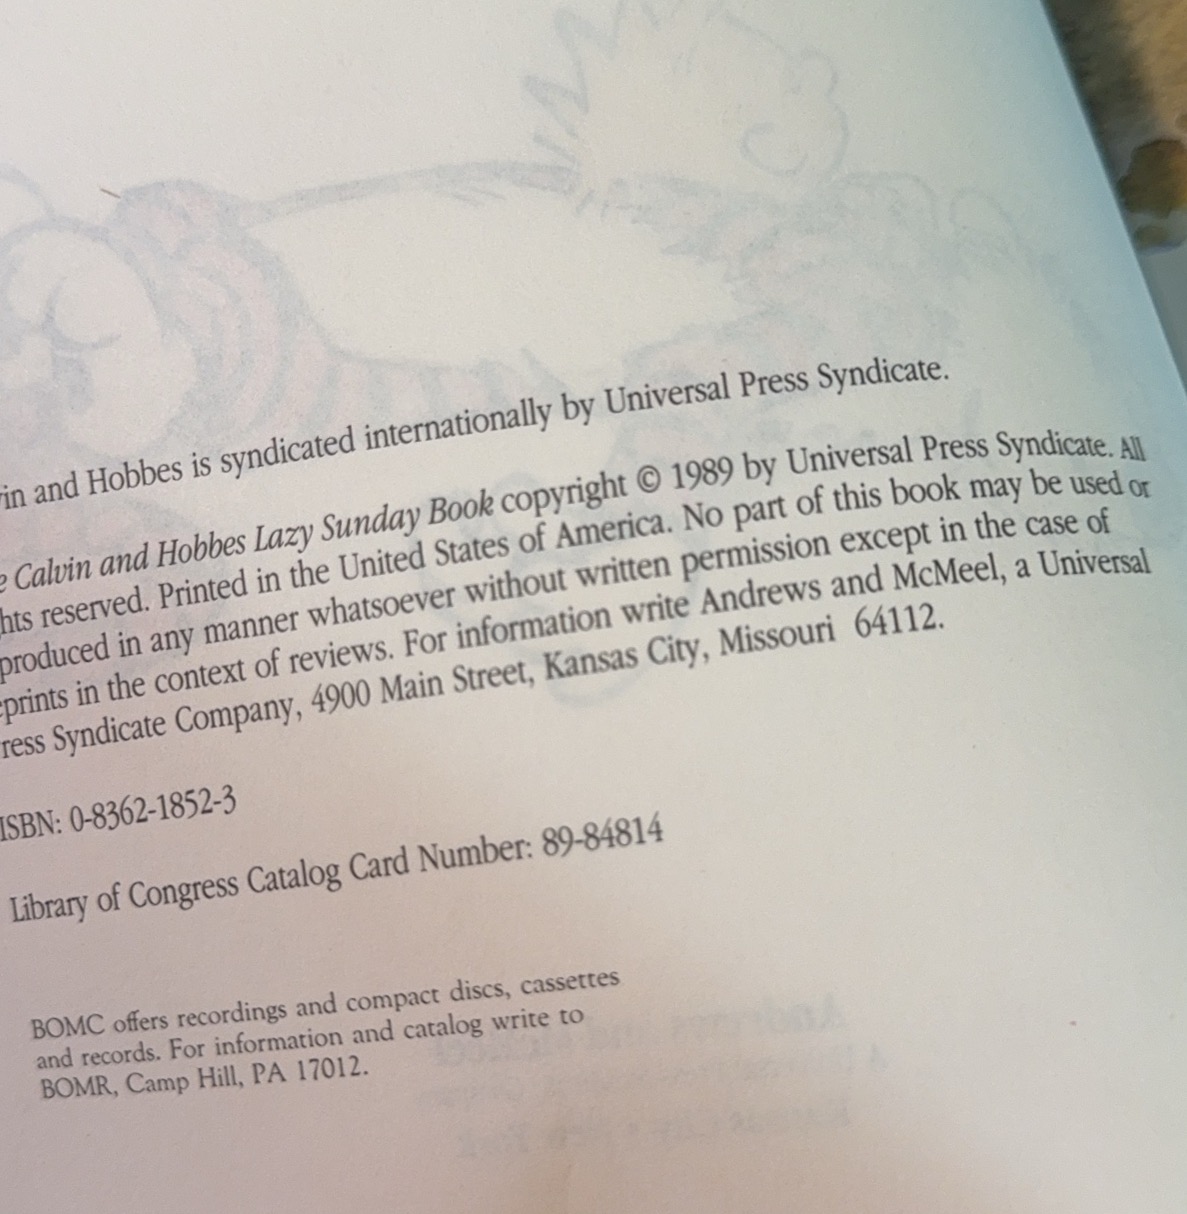 in and Hobbes is syndicated internationally by Universal Press Syndicate.
e Calvin and Hobbes Lazy Sunday Book copyright © 1989 by Universal Press Syndicate. All
hts reserved. Printed in the United States of America. No part of this book may be used or
produced in any manner whatsoever without written permission except in the case of
prints in the context of reviews. For information write Andrews and McMeel, a Universal
ress Syndicate Company, 4900 Main Street, Kansas City, Missouri 64112.
ISBN: 0-8362-1852-3
Library of Congress Catalog Card Number: 89-84814
BOMC offers recordings and compact discs, cassettes
and records. For information and catalog write to
BOMR, Camp Hill, PA 17012.